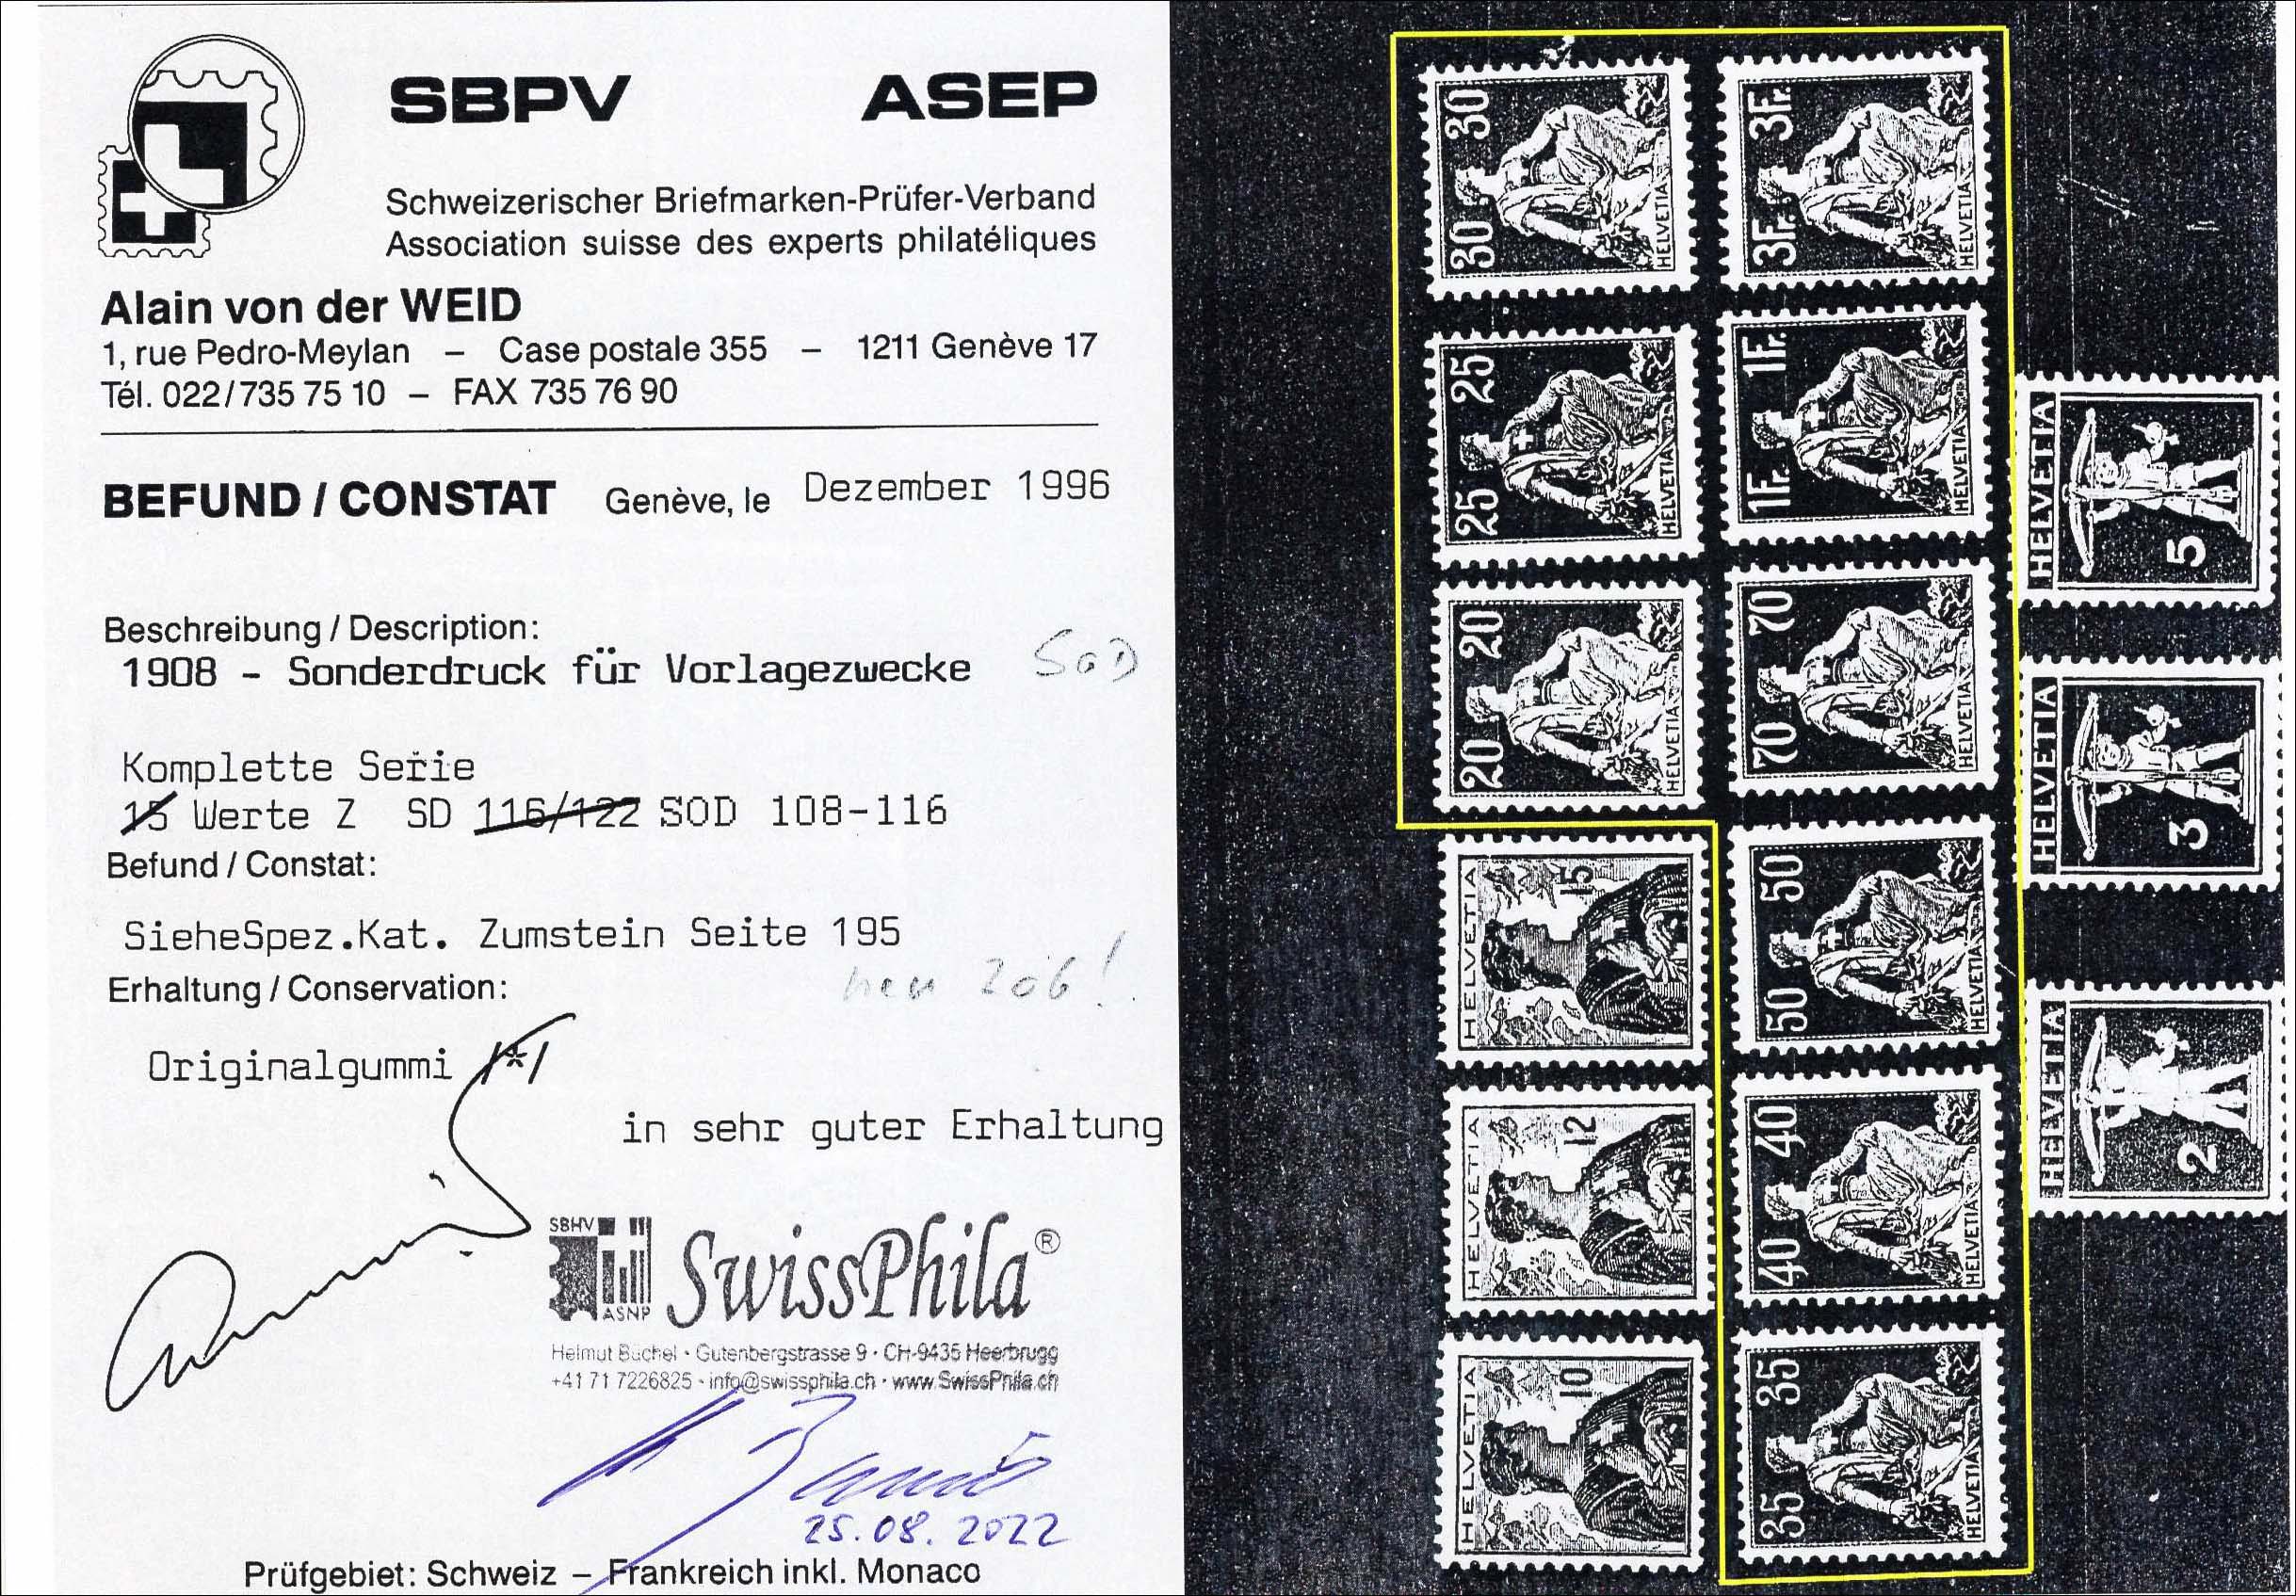 SBPV ASEP
Schweizerischer Briefmarken-Prüfer-Verband
Association suisse des experts philatéliques
Alain von der WEID
1, rue Pedro-Meylan – Case postale 355 – 1211 Genève 17
Tél. 022/735 75 10 – FAX 735 76 90
BEFUND / CONSTAT Genève, le Dezember 1996
Beschreibung / Description:
1908 - Sonderdruck für Vorlagezwecke SOD
Komplette Serie
15 Werte Z SD 116/122 SOD 108-116
Befund / Constat:
SieheSpez.Kat. Zumstein Seite 195
neu 206!
Erhaltung / Conservation:
Originalgummi /*/
in sehr guter Erhaltung
SBHV
ASNP
SwissPhila®
Helmut Büchel · Gutenbergstrasse 9 · CH-9435 Heerbrugg
+41 71 7226825 - info@swissphila.ch · www.SwissPhila.ch
25.08.2022
Prüfgebiet: Schweiz – Frankreich inkl. Monaco
30 30
HELVETIA
3Fr. 3Fr.
HELVETIA
25 25
HELVETIA
1Fr. 1Fr.
HELVETIA
HELVETIA
5
20 20
HELVETIA
70 70
HELVETIA
HELVETIA
3
HELVETIA
15
50 50
HELVETIA
HELVETIA
2
HELVETIA
12
40 40
HELVETIA
HELVETIA
10
35 35
HELVETIA